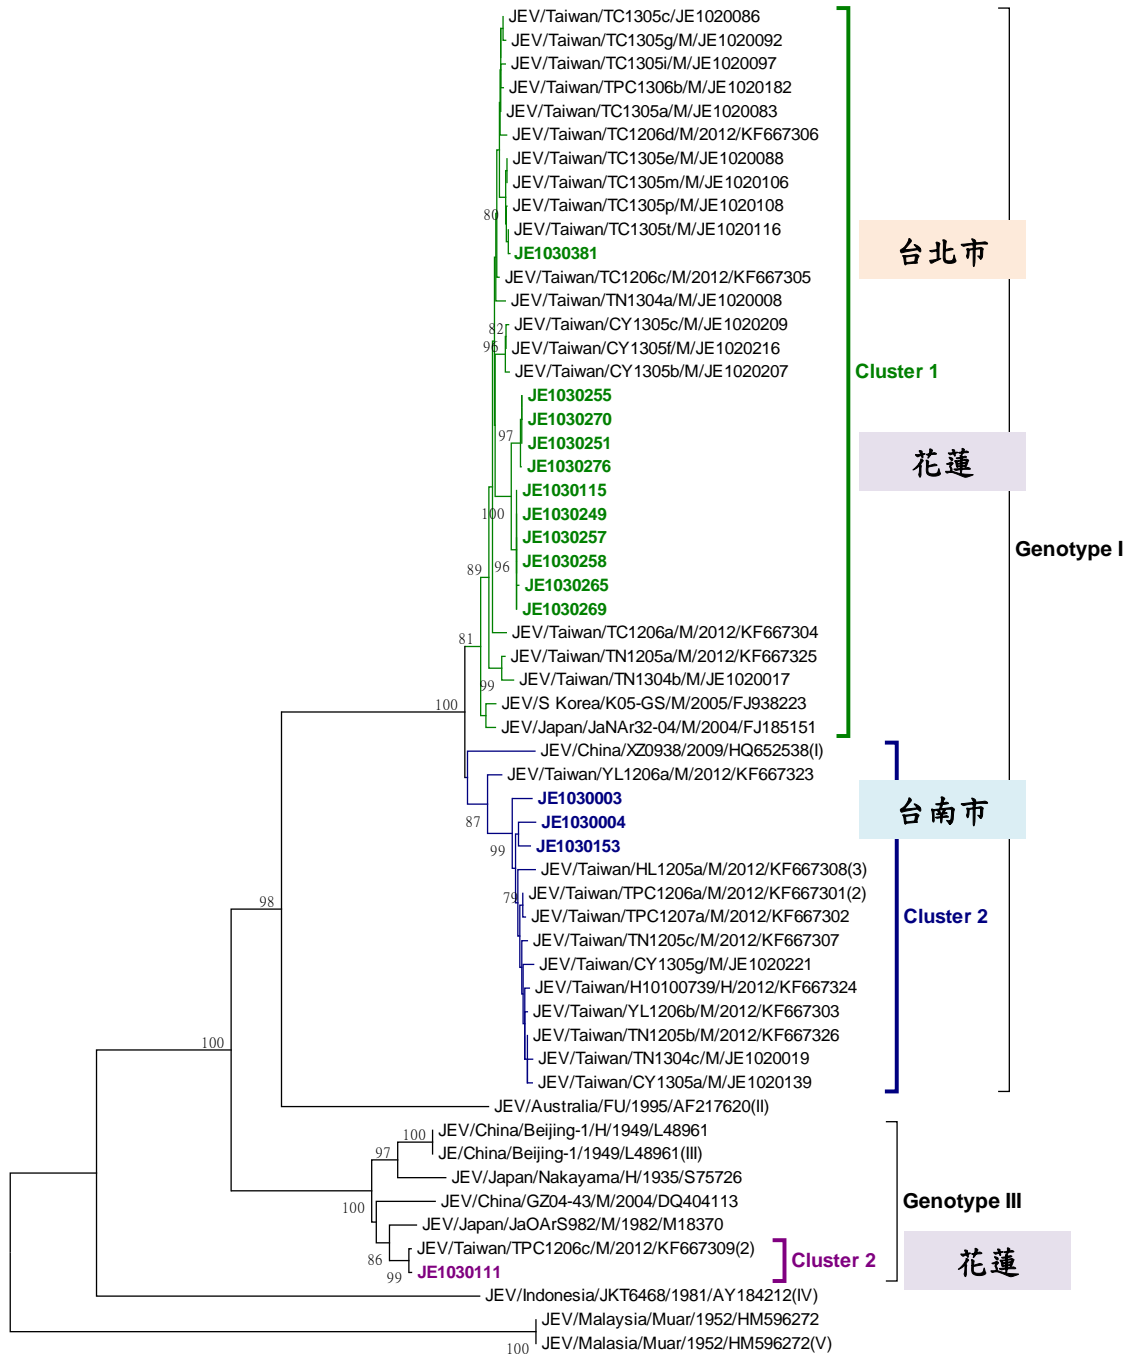 JEV/Taiwan/TC1305c/JE1020086
JEV/Taiwan/TC1305g/M/JE1020092
JEV/Taiwan/TC1305i/M/JE1020097
JEV/Taiwan/TPC1306b/M/JE1020182
JEV/Taiwan/TC1305a/M/JE1020083
JEV/Taiwan/TC1206d/M/2012/KF667306
JEV/Taiwan/TC1305e/M/JE1020088
JEV/Taiwan/TC1305m/M/JE1020106
JEV/Taiwan/TC1305p/M/JE1020108
80
JEV/Taiwan/TC1305t/M/JE1020116
JE1030381
台北市
JEV/Taiwan/TC1206c/M/2012/KF667305
JEV/Taiwan/TN1304a/M/JE1020008
JEV/Taiwan/CY1305c/M/JE1020209
82
JEV/Taiwan/CY1305f/M/JE1020216
95
JEV/Taiwan/CY1305b/M/JE1020207
Cluster 1
JE1030255
JE1030270
97
JE1030251
JE1030276
花蓮
JE1030115
100
JE1030249
JE1030257
Genotype I
JE1030258
96
89
JE1030265
JE1030269
JEV/Taiwan/TC1206a/M/2012/KF667304
81
JEV/Taiwan/TN1205a/M/2012/KF667325
JEV/Taiwan/TN1304b/M/JE1020017
99
JEV/S Korea/K05-GS/M/2005/FJ938223
100
JEV/Japan/JaNAr32-04/M/2004/FJ185151
JEV/China/XZ0938/2009/HQ652538(I)
JEV/Taiwan/YL1206a/M/2012/KF667323
JE1030003
台南市
87
JE1030004
JE1030153
99
JEV/Taiwan/HL1205a/M/2012/KF667308(3)
JEV/Taiwan/TPC1206a/M/2012/KF667301(2)
79
98
JEV/Taiwan/TPC1207a/M/2012/KF667302
Cluster 2
JEV/Taiwan/TN1205c/M/2012/KF667307
JEV/Taiwan/CY1305g/M/JE1020221
JEV/Taiwan/H10100739/H/2012/KF667324
JEV/Taiwan/YL1206b/M/2012/KF667303
JEV/Taiwan/TN1205b/M/2012/KF667326
100
JEV/Taiwan/TN1304c/M/JE1020019
JEV/Taiwan/CY1305a/M/JE1020139
JEV/Australia/FU/1995/AF217620(II)
JEV/China/Beijing-1/H/1949/L48961
100
JE/China/Beijing-1/1949/L48961(III)
97
JEV/Japan/Nakayama/H/1935/S75726
JEV/China/GZ04-43/M/2004/DQ404113
Genotype III
100
JEV/Japan/JaOArS982/M/1982/M18370
JEV/Taiwan/TPC1206c/M/2012/KF667309(2)
86
Cluster 2
花蓮
JE1030111
99
JEV/Indonesia/JKT6468/1981/AY184212(IV)
JEV/Malaysia/Muar/1952/HM596272
JEV/Malasia/Muar/1952/HM596272(V)
100